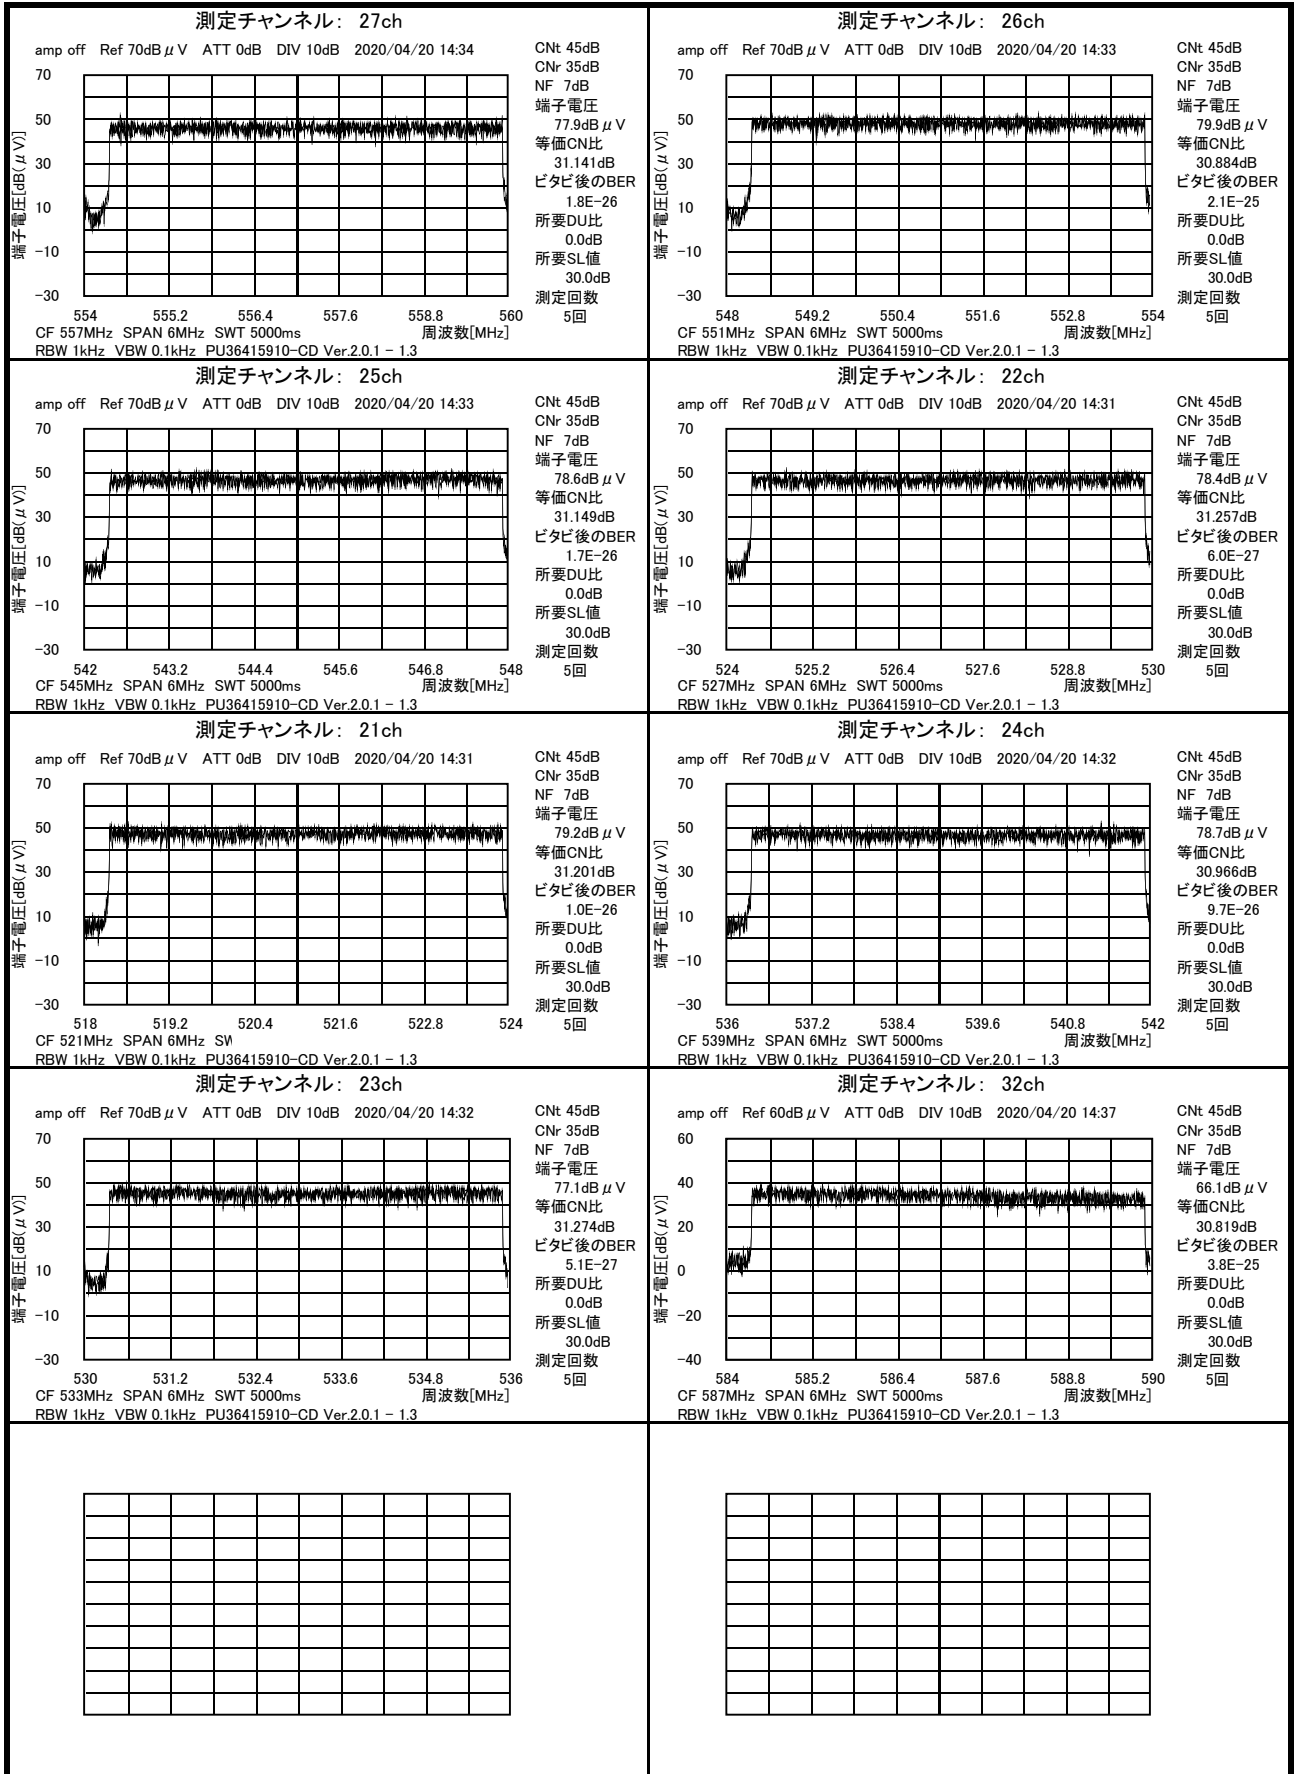 測定チャンネル： 27ch
amp off Ref 70dBμV ATT 0dB DIV 10dB 2020/04/20 14:34
CNt 45dB
CNr 35dB
NF 7dB
端子電圧
77.9dBμV
等価CN比
31.141dB
ビタビ後のBER
1.8E-26
所要DU比
0.0dB
所要SL値
30.0dB
測定回数
5回
端子電圧[dB(μV)]
70
50
30
10
-10
-30
554 555.2 556.4 557.6 558.8 560
CF 557MHz SPAN 6MHz SWT 5000ms 周波数[MHz]
RBW 1kHz VBW 0.1kHz PU36415910-CD Ver.2.0.1 - 1.3
測定チャンネル： 26ch
amp off Ref 70dBμV ATT 0dB DIV 10dB 2020/04/20 14:33
CNt 45dB
CNr 35dB
NF 7dB
端子電圧
79.9dBμV
等価CN比
30.884dB
ビタビ後のBER
2.1E-25
所要DU比
0.0dB
所要SL値
30.0dB
測定回数
5回
端子電圧[dB(μV)]
70
50
30
10
-10
-30
548 549.2 550.4 551.6 552.8 554
CF 551MHz SPAN 6MHz SWT 5000ms 周波数[MHz]
RBW 1kHz VBW 0.1kHz PU36415910-CD Ver.2.0.1 - 1.3
測定チャンネル： 25ch
amp off Ref 70dBμV ATT 0dB DIV 10dB 2020/04/20 14:33
CNt 45dB
CNr 35dB
NF 7dB
端子電圧
78.6dBμV
等価CN比
31.149dB
ビタビ後のBER
1.7E-26
所要DU比
0.0dB
所要SL値
30.0dB
測定回数
5回
端子電圧[dB(μV)]
70
50
30
10
-10
-30
542 543.2 544.4 545.6 546.8 548
CF 545MHz SPAN 6MHz SWT 5000ms 周波数[MHz]
RBW 1kHz VBW 0.1kHz PU36415910-CD Ver.2.0.1 - 1.3
測定チャンネル： 22ch
amp off Ref 70dBμV ATT 0dB DIV 10dB 2020/04/20 14:31
CNt 45dB
CNr 35dB
NF 7dB
端子電圧
78.4dBμV
等価CN比
31.257dB
ビタビ後のBER
6.0E-27
所要DU比
0.0dB
所要SL値
30.0dB
測定回数
5回
端子電圧[dB(μV)]
70
50
30
10
-10
-30
524 525.2 526.4 527.6 528.8 530
CF 527MHz SPAN 6MHz SWT 5000ms 周波数[MHz]
RBW 1kHz VBW 0.1kHz PU36415910-CD Ver.2.0.1 - 1.3
測定チャンネル： 21ch
amp off Ref 70dBμV ATT 0dB DIV 10dB 2020/04/20 14:31
CNt 45dB
CNr 35dB
NF 7dB
端子電圧
79.2dBμV
等価CN比
31.201dB
ビタビ後のBER
1.0E-26
所要DU比
0.0dB
所要SL値
30.0dB
測定回数
5回
端子電圧[dB(μV)]
70
50
30
10
-10
-30
518 519.2 520.4 521.6 522.8 524
CF 521MHz SPAN 6MHz SW
RBW 1kHz VBW 0.1kHz PU36415910-CD Ver.2.0.1 - 1.3
測定チャンネル： 24ch
amp off Ref 70dBμV ATT 0dB DIV 10dB 2020/04/20 14:32
CNt 45dB
CNr 35dB
NF 7dB
端子電圧
78.7dBμV
等価CN比
30.966dB
ビタビ後のBER
9.7E-26
所要DU比
0.0dB
所要SL値
30.0dB
測定回数
5回
端子電圧[dB(μV)]
70
50
30
10
-10
-30
536 537.2 538.4 539.6 540.8 542
CF 539MHz SPAN 6MHz SWT 5000ms 周波数[MHz]
RBW 1kHz VBW 0.1kHz PU36415910-CD Ver.2.0.1 - 1.3
測定チャンネル： 23ch
amp off Ref 70dBμV ATT 0dB DIV 10dB 2020/04/20 14:32
CNt 45dB
CNr 35dB
NF 7dB
端子電圧
77.1dBμV
等価CN比
31.274dB
ビタビ後のBER
5.1E-27
所要DU比
0.0dB
所要SL値
30.0dB
測定回数
5回
端子電圧[dB(μV)]
70
50
30
10
-10
-30
530 531.2 532.4 533.6 534.8 536
CF 533MHz SPAN 6MHz SWT 5000ms 周波数[MHz]
RBW 1kHz VBW 0.1kHz PU36415910-CD Ver.2.0.1 - 1.3
測定チャンネル： 32ch
amp off Ref 60dBμV ATT 0dB DIV 10dB 2020/04/20 14:37
CNt 45dB
CNr 35dB
NF 7dB
端子電圧
66.1dBμV
等価CN比
30.819dB
ビタビ後のBER
3.8E-25
所要DU比
0.0dB
所要SL値
30.0dB
測定回数
5回
端子電圧[dB(μV)]
60
40
20
0
-20
-40
584 585.2 586.4 587.6 588.8 590
CF 587MHz SPAN 6MHz SWT 5000ms 周波数[MHz]
RBW 1kHz VBW 0.1kHz PU36415910-CD Ver.2.0.1 - 1.3